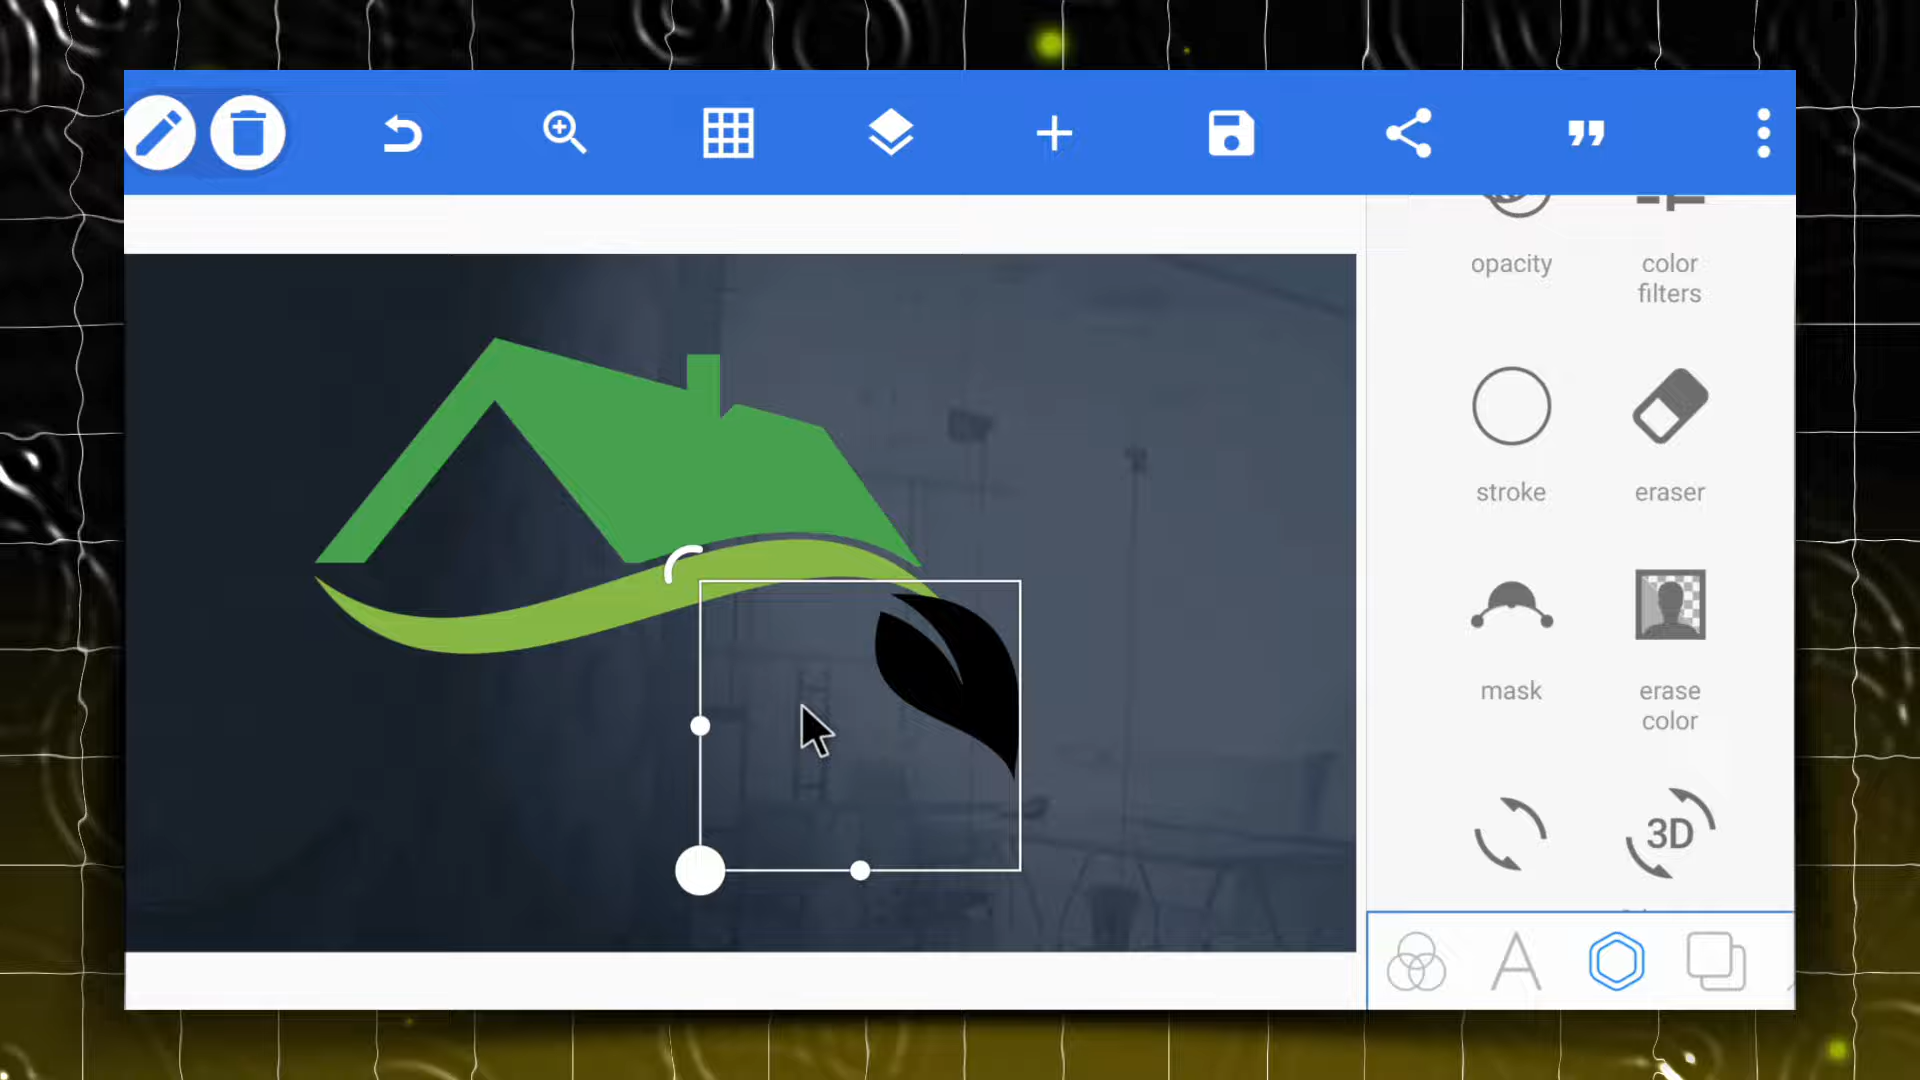 opacity
color
filters
stroke
eraser
mask
erase
color
3D